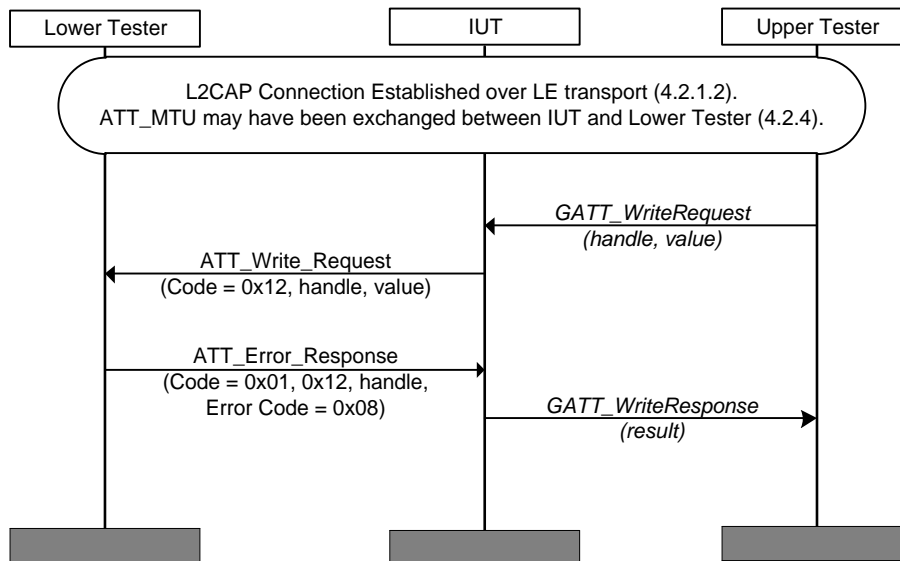 Lower Tester
IUT
Upper Tester
L2CAP Connection Established over LE transport (4.2.1.2).
ATT_MTU may have been exchanged between IUT and Lower Tester (4.2.4).
GATT_WriteRequest
(handle, value)
ATT_Write_Request
(Code = 0x12, handle, value)
ATT_Error_Response
(Code = 0x01, 0x12, handle,
Error Code = 0x08)
GATT_WriteResponse
(result)